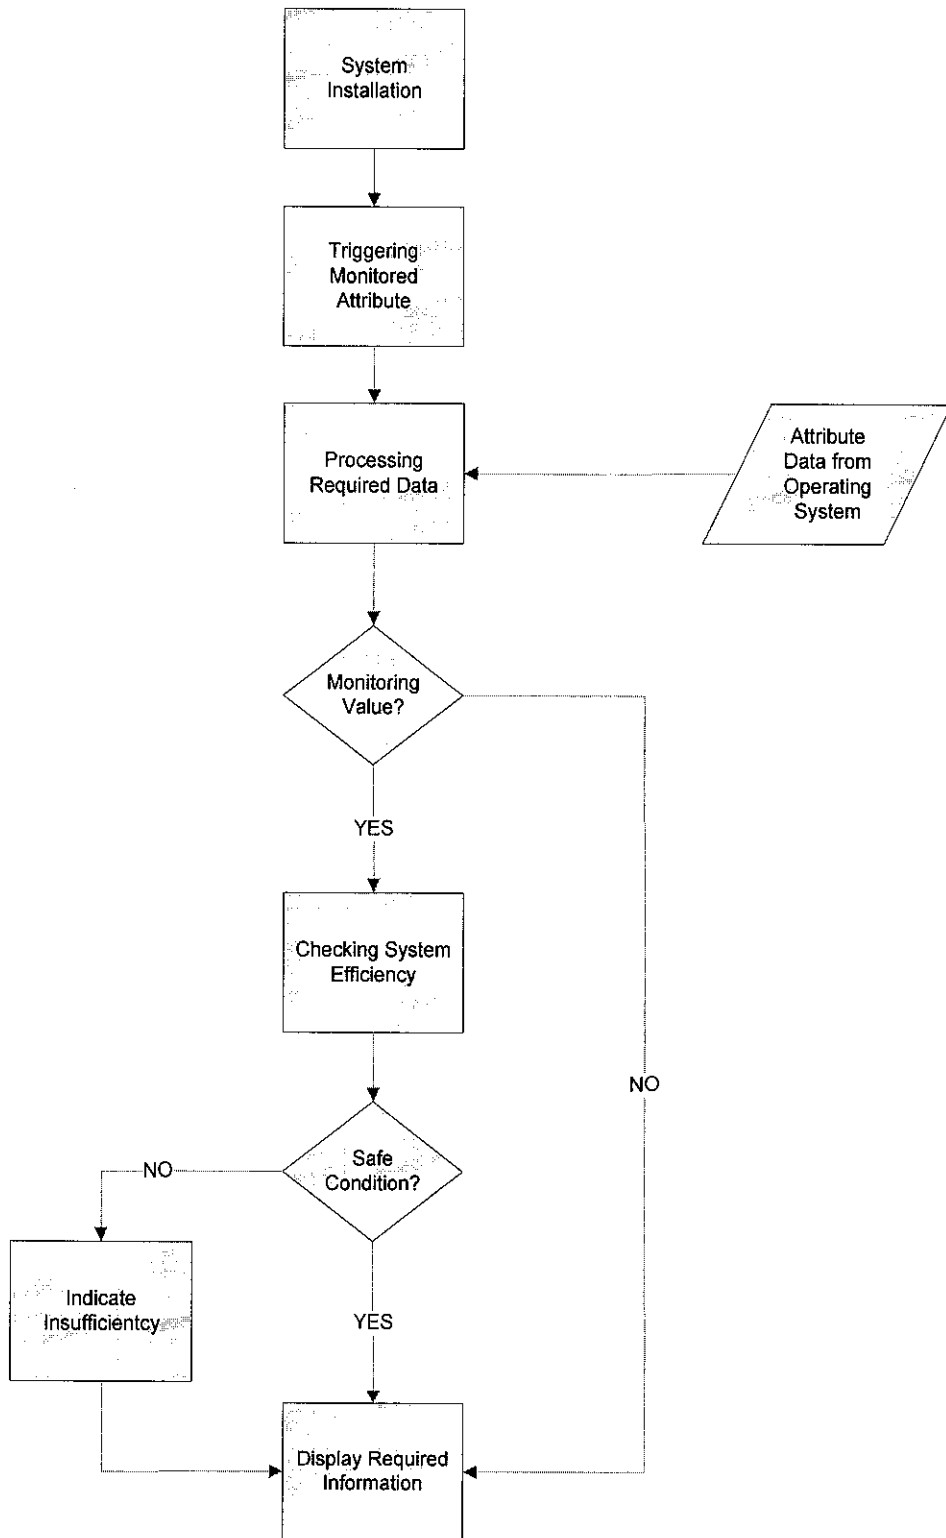 System
Installation
Triggering
Monitored
Attribute
Processing
Required Data
Attribute
Data from
Operating
System
Monitoring
Value?
YES
Checking System
Efficiency
NO
Safe
Condition?
NO
Indicate
Insufficientcy
YES
Display Required
Information